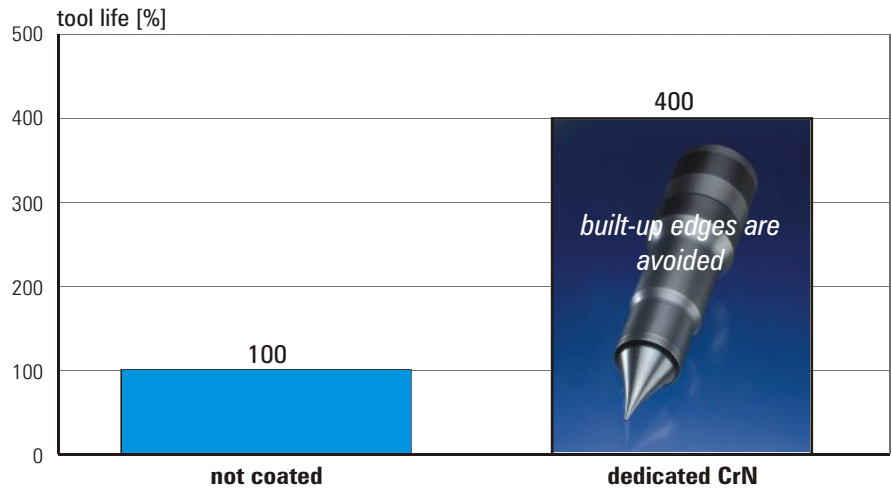 tool life [%]
500
400
400
300
built-up edges are
avoided
200
100
100
0
not coated
dedicated CrN